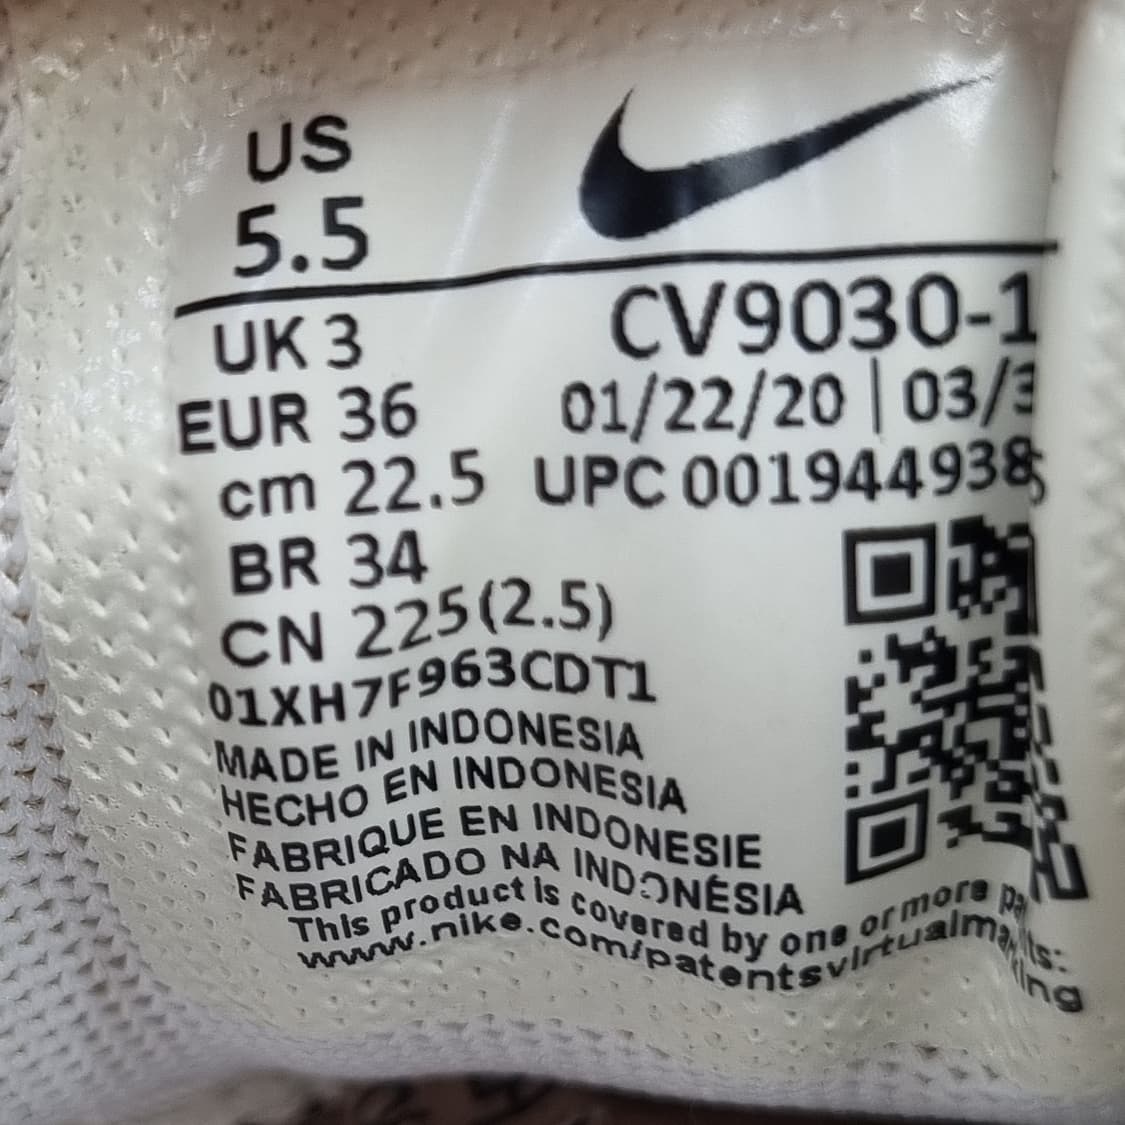 US
5.5
UK 3
EUR 36
cm 22.5
BR 34
CN 225(2.5)
CV9030-1
01/22/20 | 03/3
UPC 001944938
01XH7F963CDT1
MADE IN INDONESIA
HECHO EN INDONESIA
FABRIQUE EN INDONESIE
FABRICADO NA INDONÉSIA
This product is covered by one or more
www.nike.com/patentsvirtualmarking